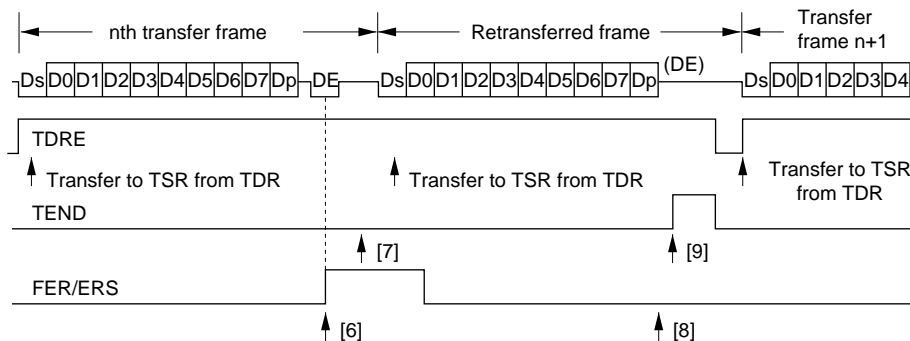 nth transfer frame
Retransferred frame
Transfer
frame n+1
Ds D0 D1 D2 D3 D4 D5 D6 D7 Dp DE Ds D0 D1 D2 D3 D4 D5 D6 D7 Dp (DE) Ds D0 D1 D2 D3 D4
TDRE
Transfer to TSR from TDR
Transfer to TSR from TDR
Transfer to TSR
from TDR
TEND
[7]
[9]
FER/ERS
[6]
[8]